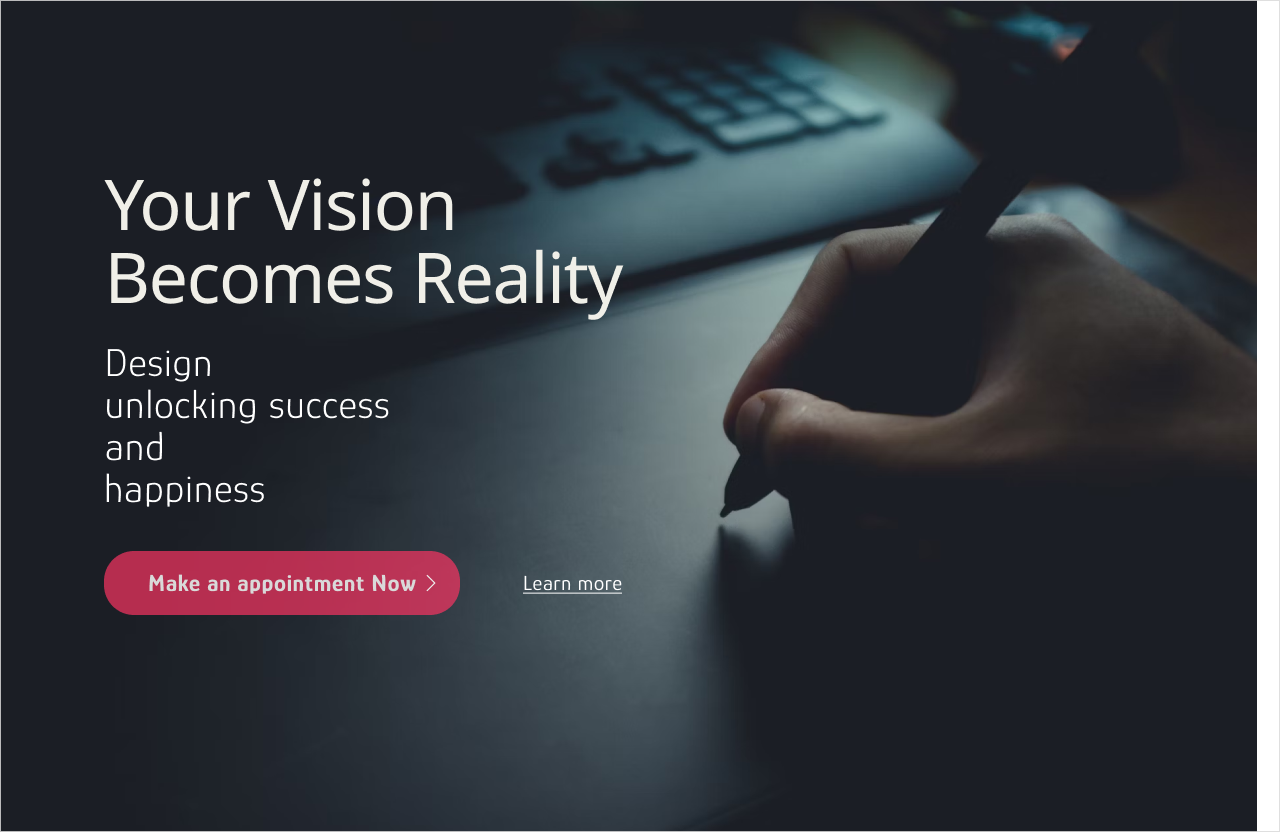 Your Vision
Becomes Reality
Design
unlocking success
and
happiness
Make an appointment Now
Learn more